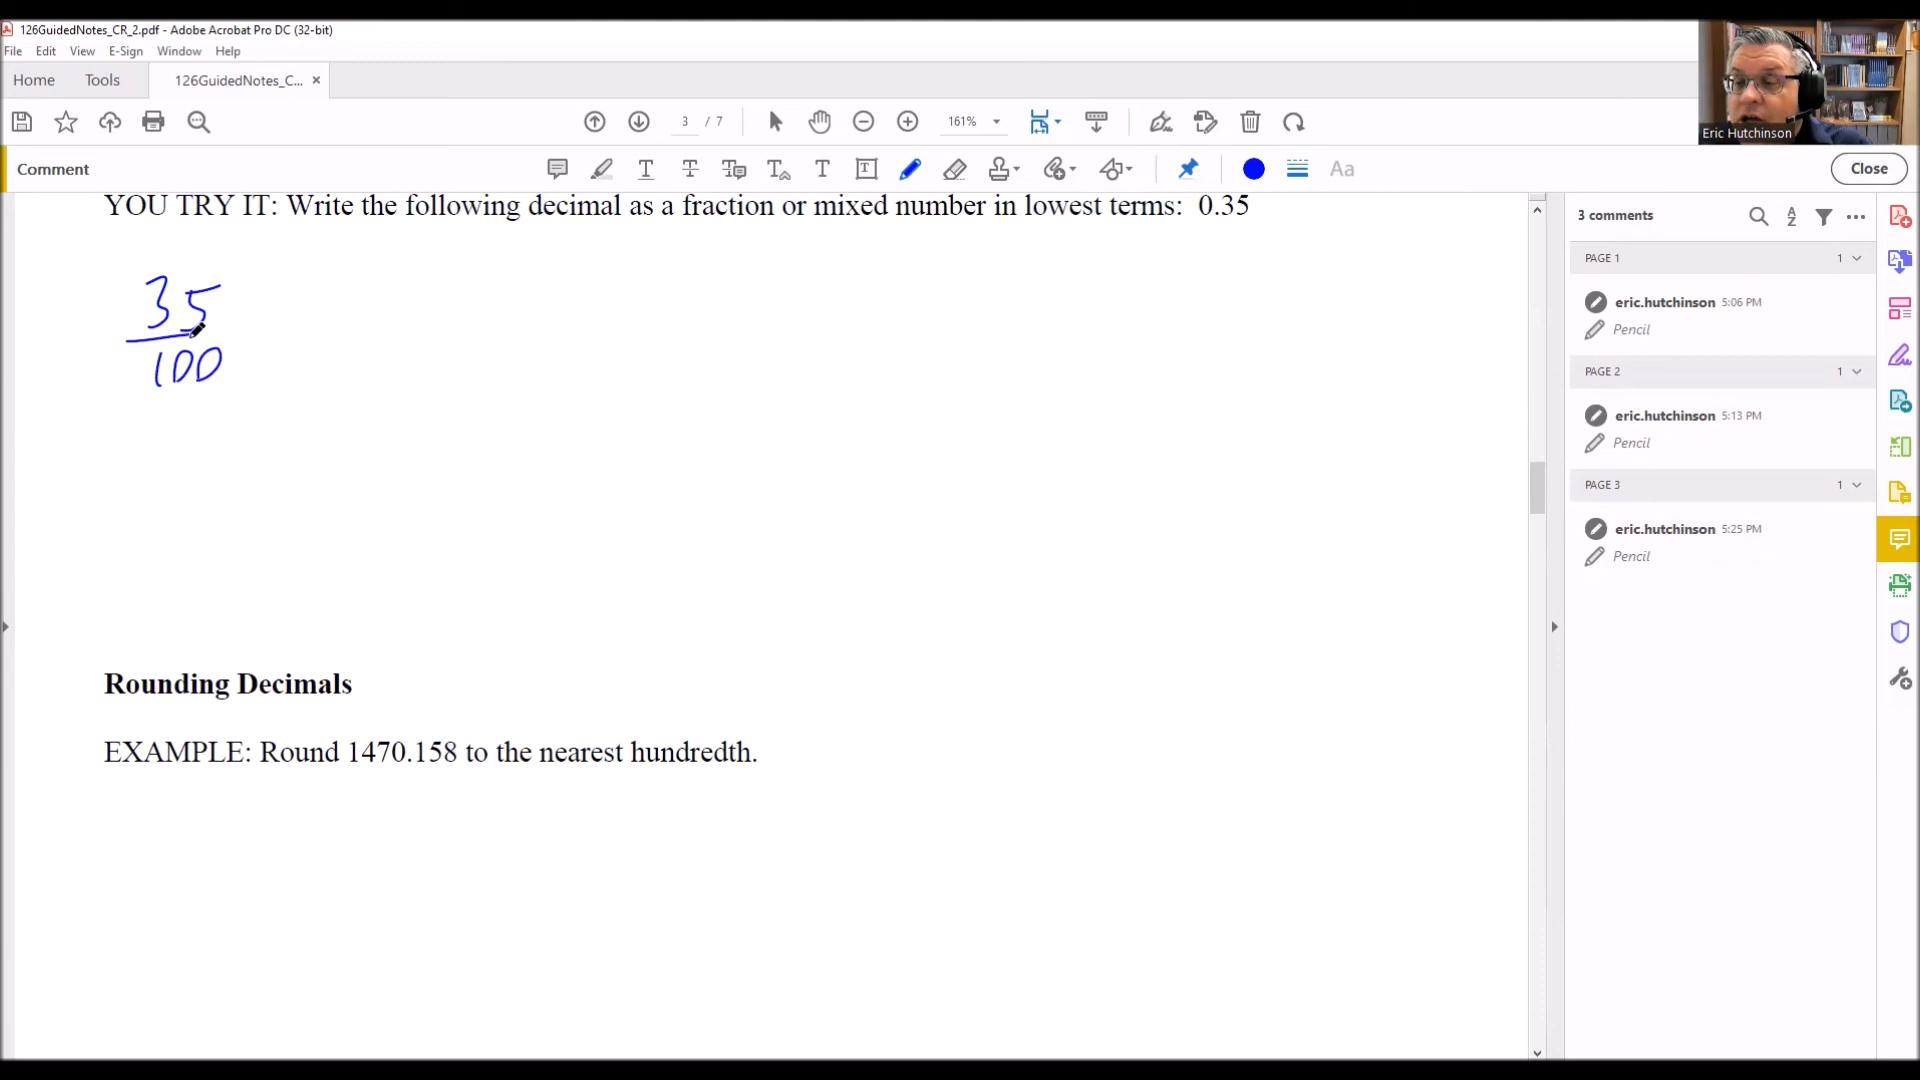 126GuidedNotes_CR_2.pdf - Adobe Acrobat Pro DC (32-bit)
File Edit View E-Sign Window Help
Home Tools 126GuidedNotes_C... ×
3 / 7 161%
Eric Hutchinson
Comment Aa Close
YOU TRY IT: Write the following decimal as a fraction or mixed number in lowest terms: 0.35
35
100
Rounding Decimals
EXAMPLE: Round 1470.158 to the nearest hundredth.
3 comments
PAGE 1 1
eric.hutchinson 5:06 PM
Pencil
PAGE 2 1
eric.hutchinson 5:13 PM
Pencil
PAGE 3 1
eric.hutchinson 5:25 PM
Pencil